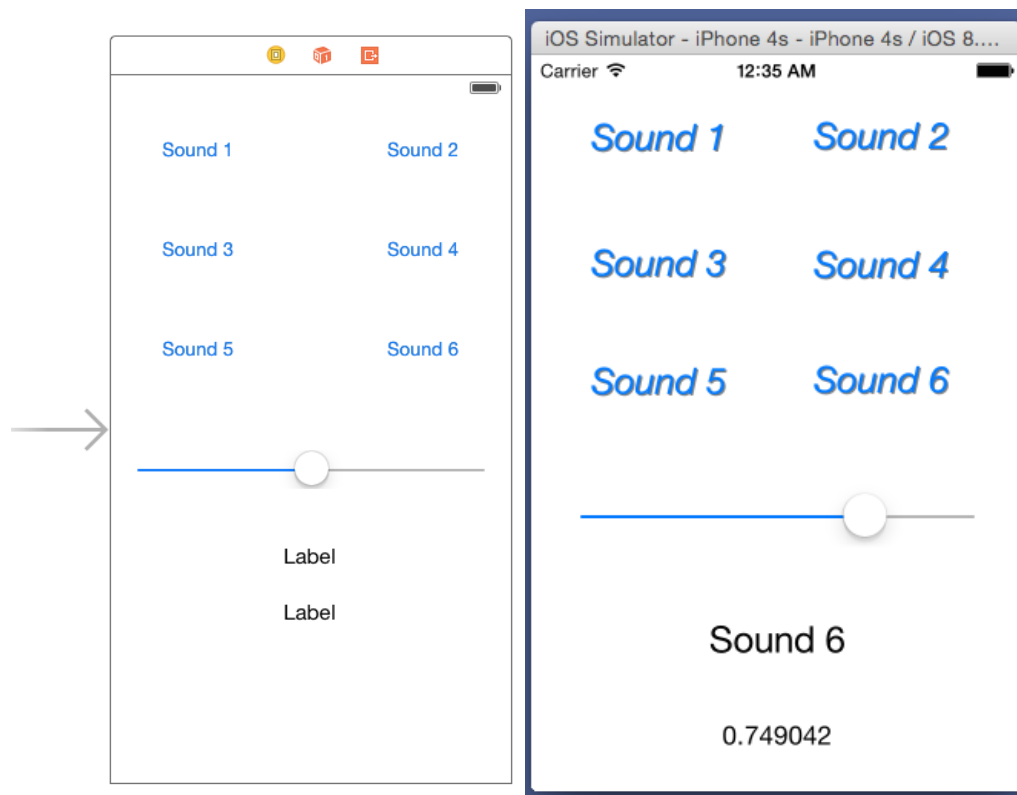 Sound 1 Sound 2
Sound 3 Sound 4
Sound 5 Sound 6
Label
Label
iOS Simulator - iPhone 4s - iPhone 4s / iOS 8....
Carrier 12:35 AM
Sound 1 Sound 2
Sound 3 Sound 4
Sound 5 Sound 6
Sound 6
0.749042